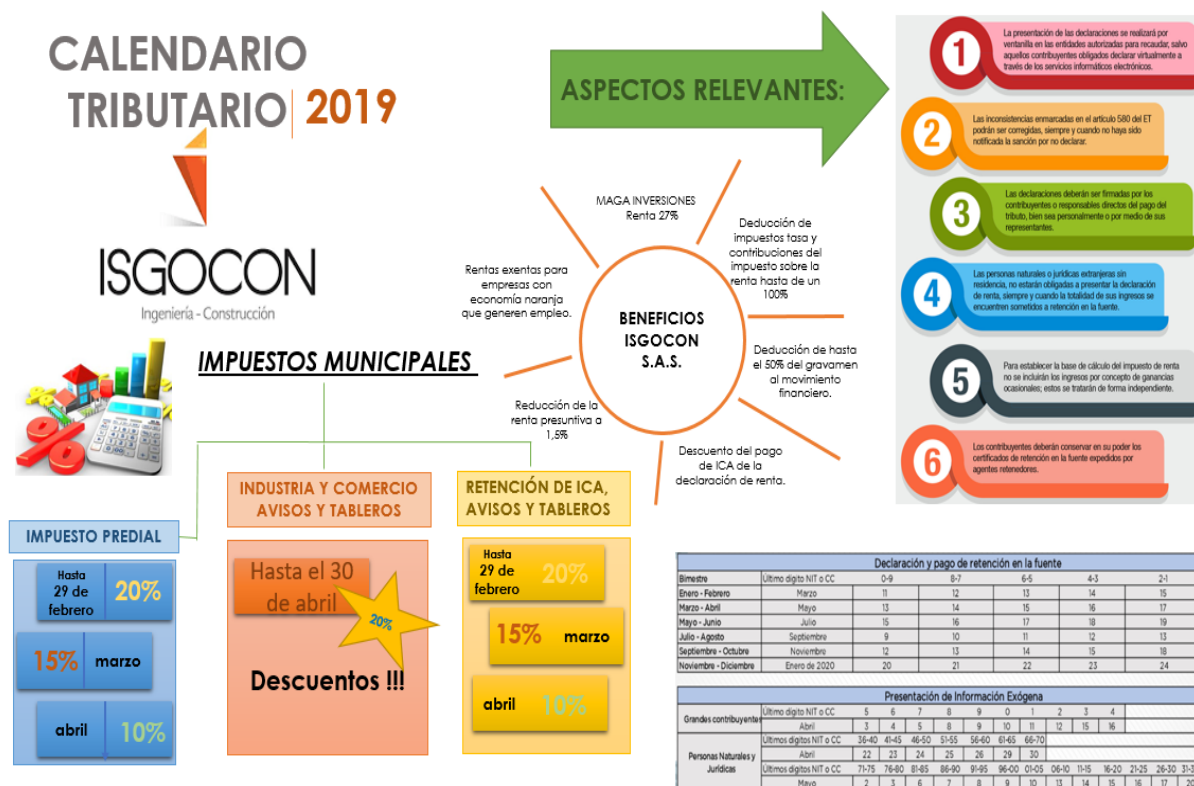 CALENDARIO
TRIBUTARIO 2019
ISGOCON
Ingeniería - Construcción
ASPECTOS RELEVANTES:
1
La presentación de las declaraciones se realizará por
ventanilla en las entidades autorizadas para recaudar, salvo
aquellos contribuyentes obligados declarar virtualmente a
través de los servicios informáticos electrónicos.
2
Las inconsistencias enmarcadas en el artículo 580 del ET
podrán ser corregidas, siempre y cuando no haya sido
notificada la sanción por no declarar.
3
Las declaraciones deberán ser firmadas por los
contribuyentes o responsables directos del pago del
tributo, bien sea personalmente o por medio de sus
representantes.
4
Las personas naturales o jurídicas extranjeras sin
residencia, no estarán obligadas a presentar la declaración
de renta, siempre y cuando la totalidad de sus ingresos se
encuentren sometidos a retención en la fuente.
5
Para establecer la base de cálculo del impuesto de renta
no se incluirán los ingresos por concepto de ganancias
ocasionales; estos se tratarán de forma independiente.
6
Los contribuyentes deberán conservar en su poder los
certificados de retención en la fuente expedidos por
agentes retenedores.
BENEFICIOS
ISGOCON
S.A.S.
MAGA INVERSIONES
Renta 27%
Deducción de
impuestos tasa y
contribuciones del
impuesto sobre la
renta hasta de un
100%
Deducción de hasta
el 50% del gravamen
al movimiento
financiero.
Descuento del pago
de ICA de la
declaración de renta.
Reducción de la
renta presuntiva a
1,5%
Rentas exentas para
empresas con
economía naranja
que generen empleo.
IMPUESTOS MUNICIPALES
IMPUESTO PREDIAL
Hasta
29 de
febrero
20%
15% marzo
abril 10%
INDUSTRIA Y COMERCIO
AVISOS Y TABLEROS
Hasta el 30
de abril
20%
Descuentos !!!
RETENCIÓN DE ICA,
AVISOS Y TABLEROS
Hasta
29 de
febrero
20%
15% marzo
abril 10%
Declaración y pago de retención en la fuente
Bimestre Último dígito NIT o CC 0-9 8-7 6-5 4-3 2-1
Enero - Febrero Marzo 11 12 13 14 15
Marzo - Abril Mayo 13 14 15 16 17
Mayo - Junio Julio 15 16 17 18 19
Julio - Agosto Septiembre 9 10 11 12 13
Septiembre - Octubre Noviembre 12 13 14 15 18
Noviembre - Diciembre Enero de 2020 20 21 22 23 24
Presentación de Información Exógena
Grandes contribuyentes
Último dígito NIT o CC 5 6 7 8 9 0 1 2 3 4
Abril 3 4 5 8 9 10 11 12 15 16
Personas Naturales y
Jurídicas
Últimos dígitos NIT o CC 36-40 41-45 46-50 51-55 56-60 61-65 66-70
Abril 22 23 24 25 26 29 30
Últimos dígitos NIT o CC 71-75 76-80 81-85 86-90 91-95 96-00 01-05 06-10 11-15 16-20 21-25 26-30
Mayo 2 3 6 7 8 9 10 13 14 15 16 17 20